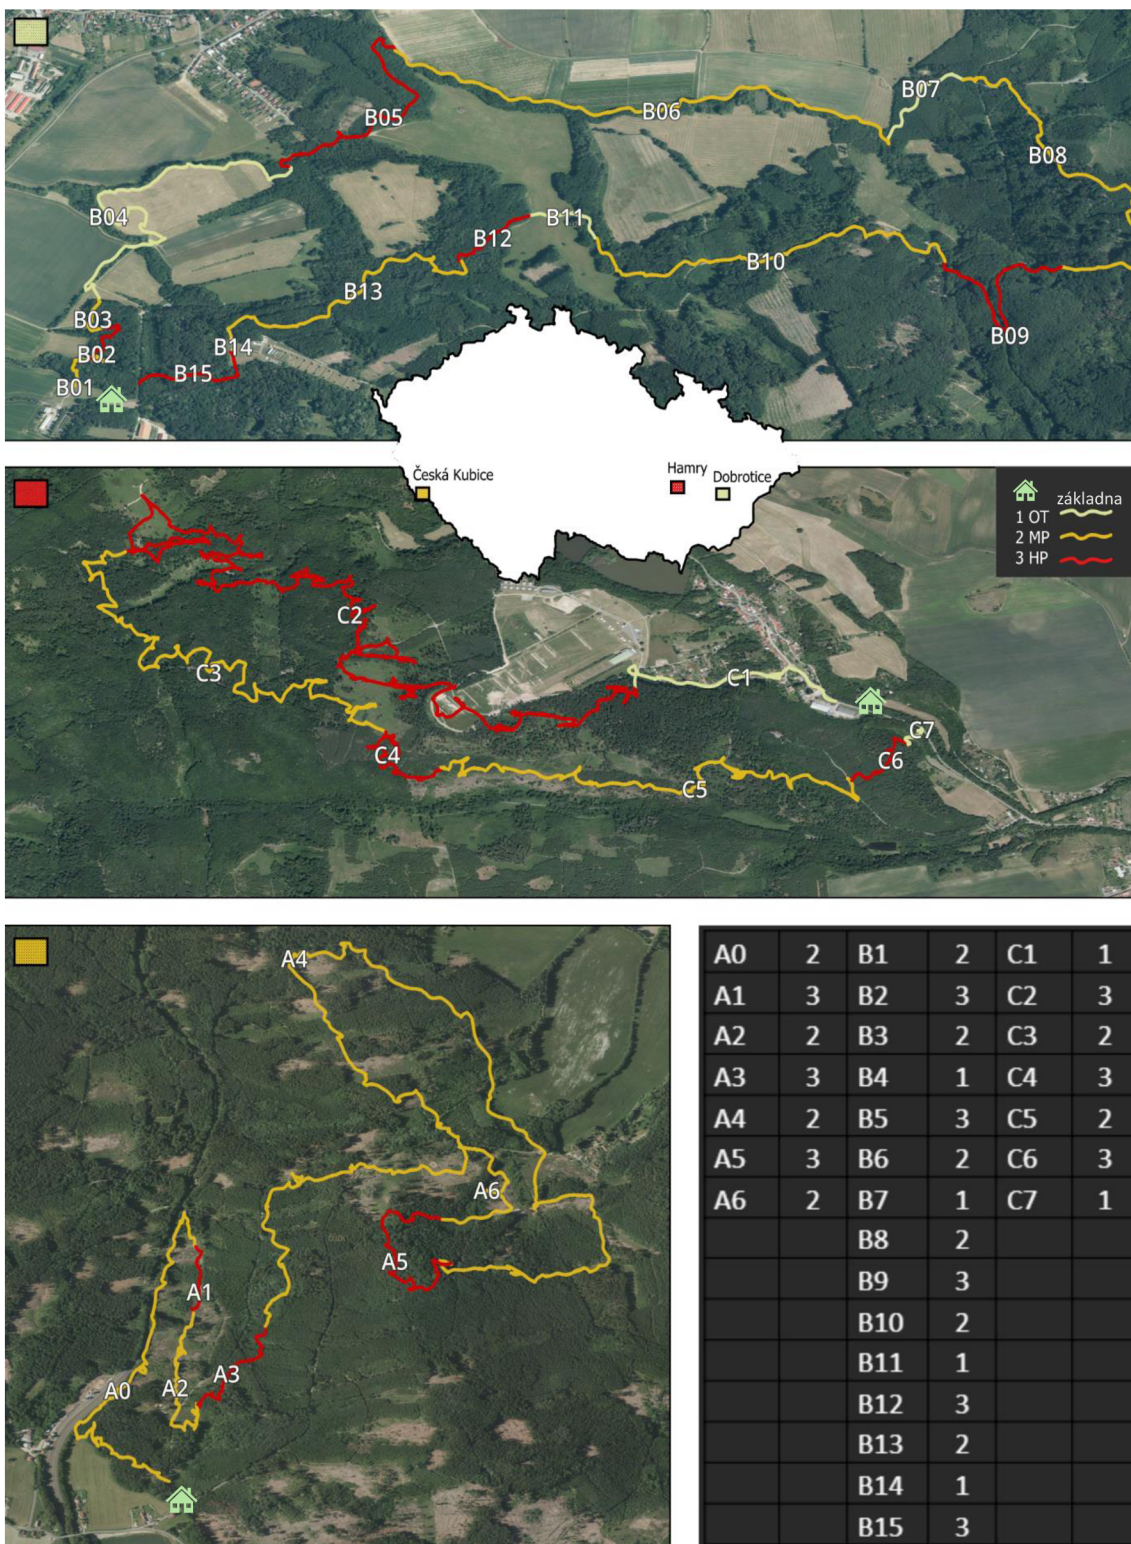 B07
B05
B06
B08
B04
B11
B12
B10
B13
B03
B09
B02
B14
B15
B01
Česká Kubice
Hamry
Dobrotice
základna
1 OT
2 MP
3 HP
C2
C3
C1
C7
C4
C6
C5
A4
A6
A5
A1
A3
A0
A2
A0 2 B1 2 C1 1
A1 3 B2 3 C2 3
A2 2 B3 2 C3 2
A3 3 B4 1 C4 3
A4 2 B5 3 C5 2
A5 3 B6 2 C6 3
A6 2 B7 1 C7 1
B8 2
B9 3
B10 2
B11 1
B12 3
B13 2
B14 1
B15 3